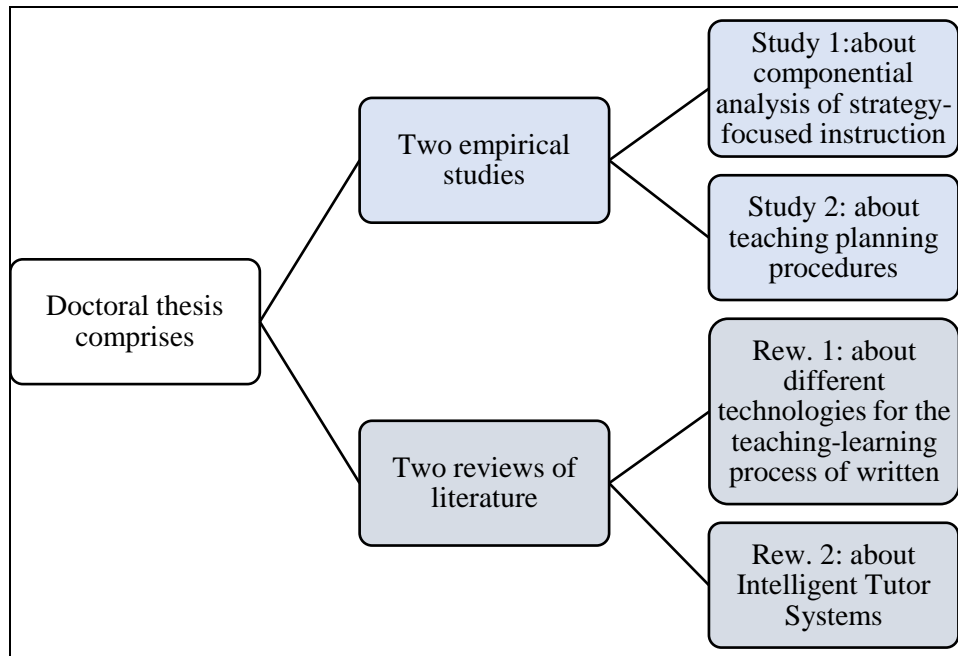 Doctoral thesis
comprises
Two empirical
studies
Study 1:about
componential
analysis of strategy-
focused instruction
Study 2: about
teaching planning
procedures
Two reviews of
literature
Rew. 1: about
different
technologies for the
teaching-learning
process of written
Rew. 2: about
Intelligent Tutor
Systems